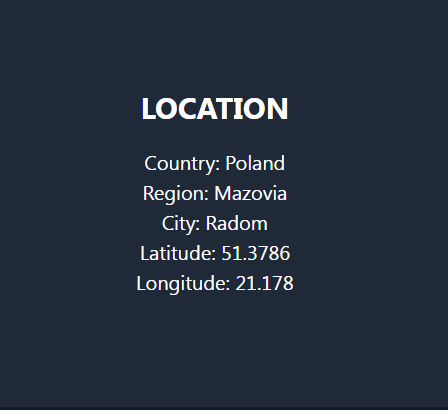 LOCATION
Country: Poland
Region: Mazovia
City: Radom
Latitude: 51.3786
Longitude: 21.178